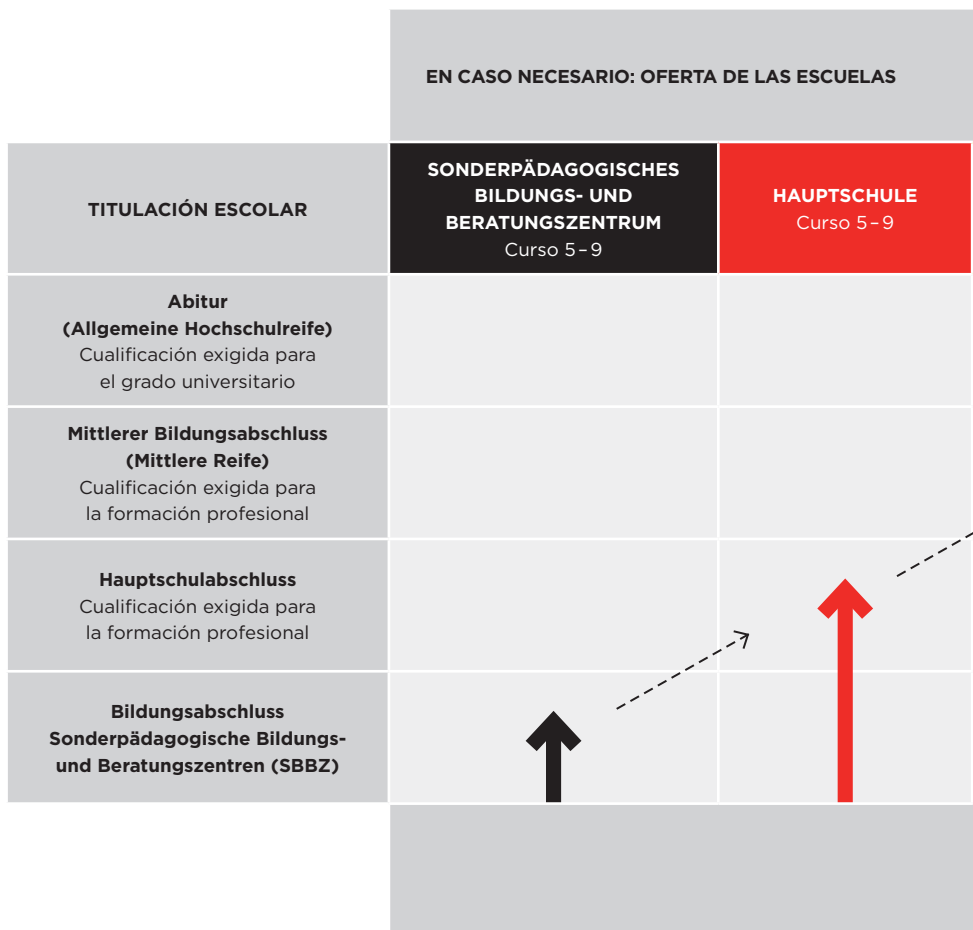 EN CASO NECESARIO: OFERTA DE LAS ESCUELAS
TITULACIÓN ESCOLAR
SONDERPÄDAGOGISCHES
BILDUNGS- UND
BERATUNGSZENTRUM
Curso 5 – 9
HAUPTSCHULE
Curso 5 – 9
Abitur
(Allgemeine Hochschulreife)
Cualificación exigida para
el grado universitario
Mittlerer Bildungsabschluss
(Mittlere Reife)
Cualificación exigida para
la formación profesional
Hauptschulabschluss
Cualificación exigida para
la formación profesional
Bildungsabschluss
Sonderpädagogische Bildungs-
und Beratungszentren (SBBZ)